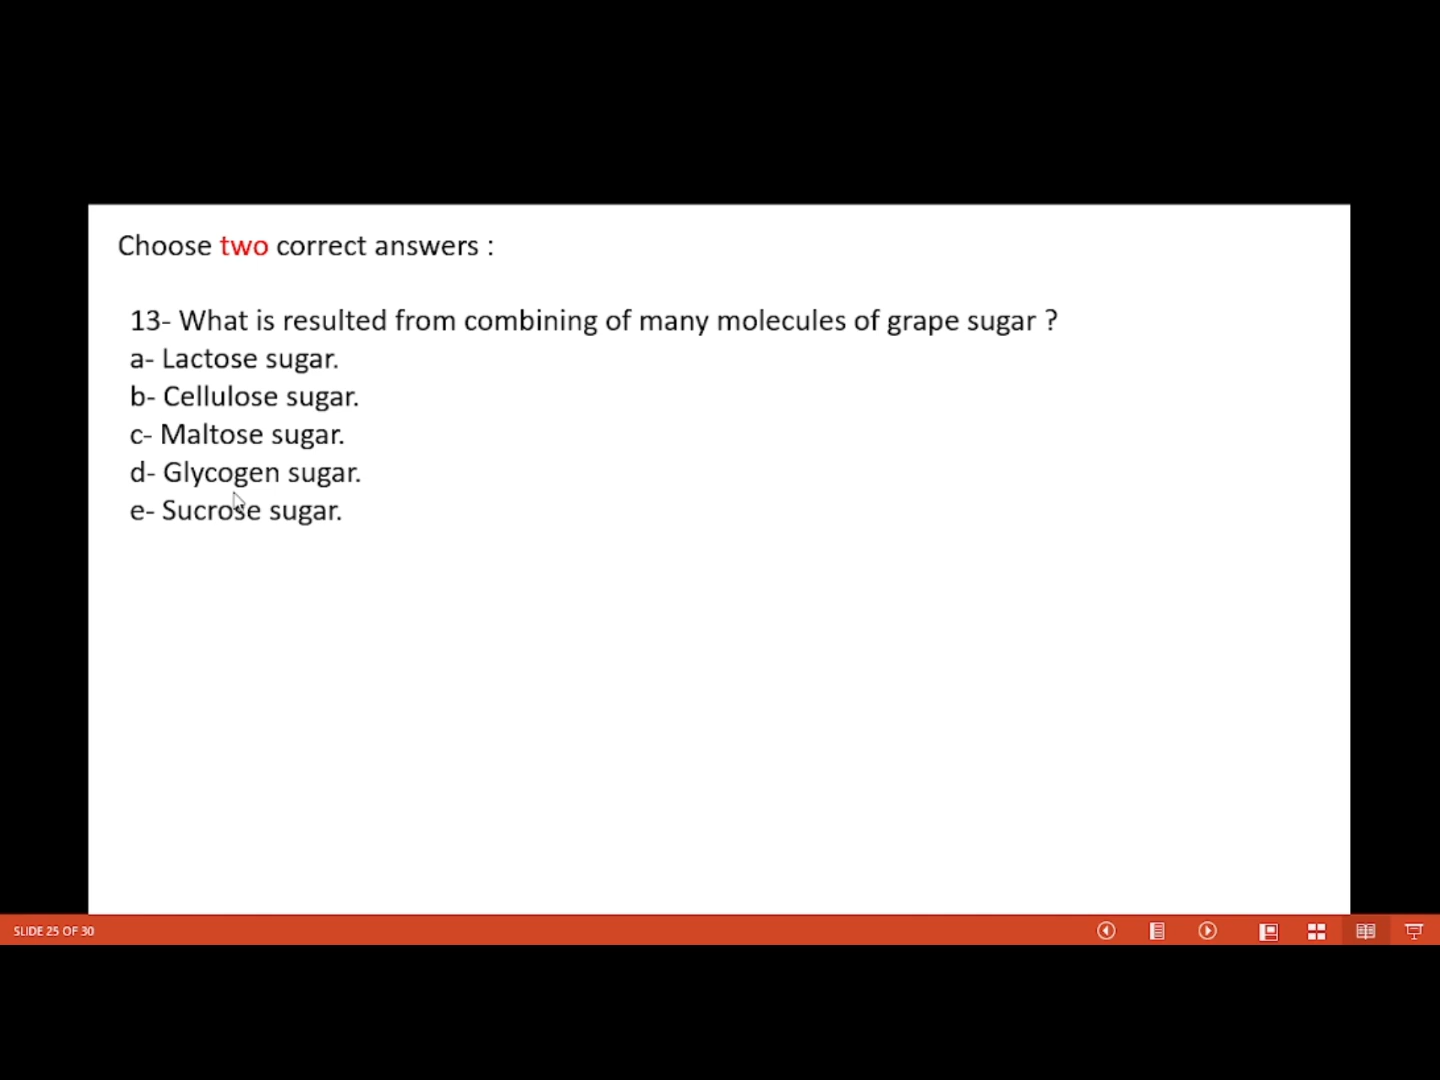 Choose two correct answers :
13- What is resulted from combining of many molecules of grape sugar ?
a- Lactose sugar.
b- Cellulose sugar.
c- Maltose sugar.
d- Glycogen sugar.
e- Sucrose sugar.
SLIDE 25 OF 30